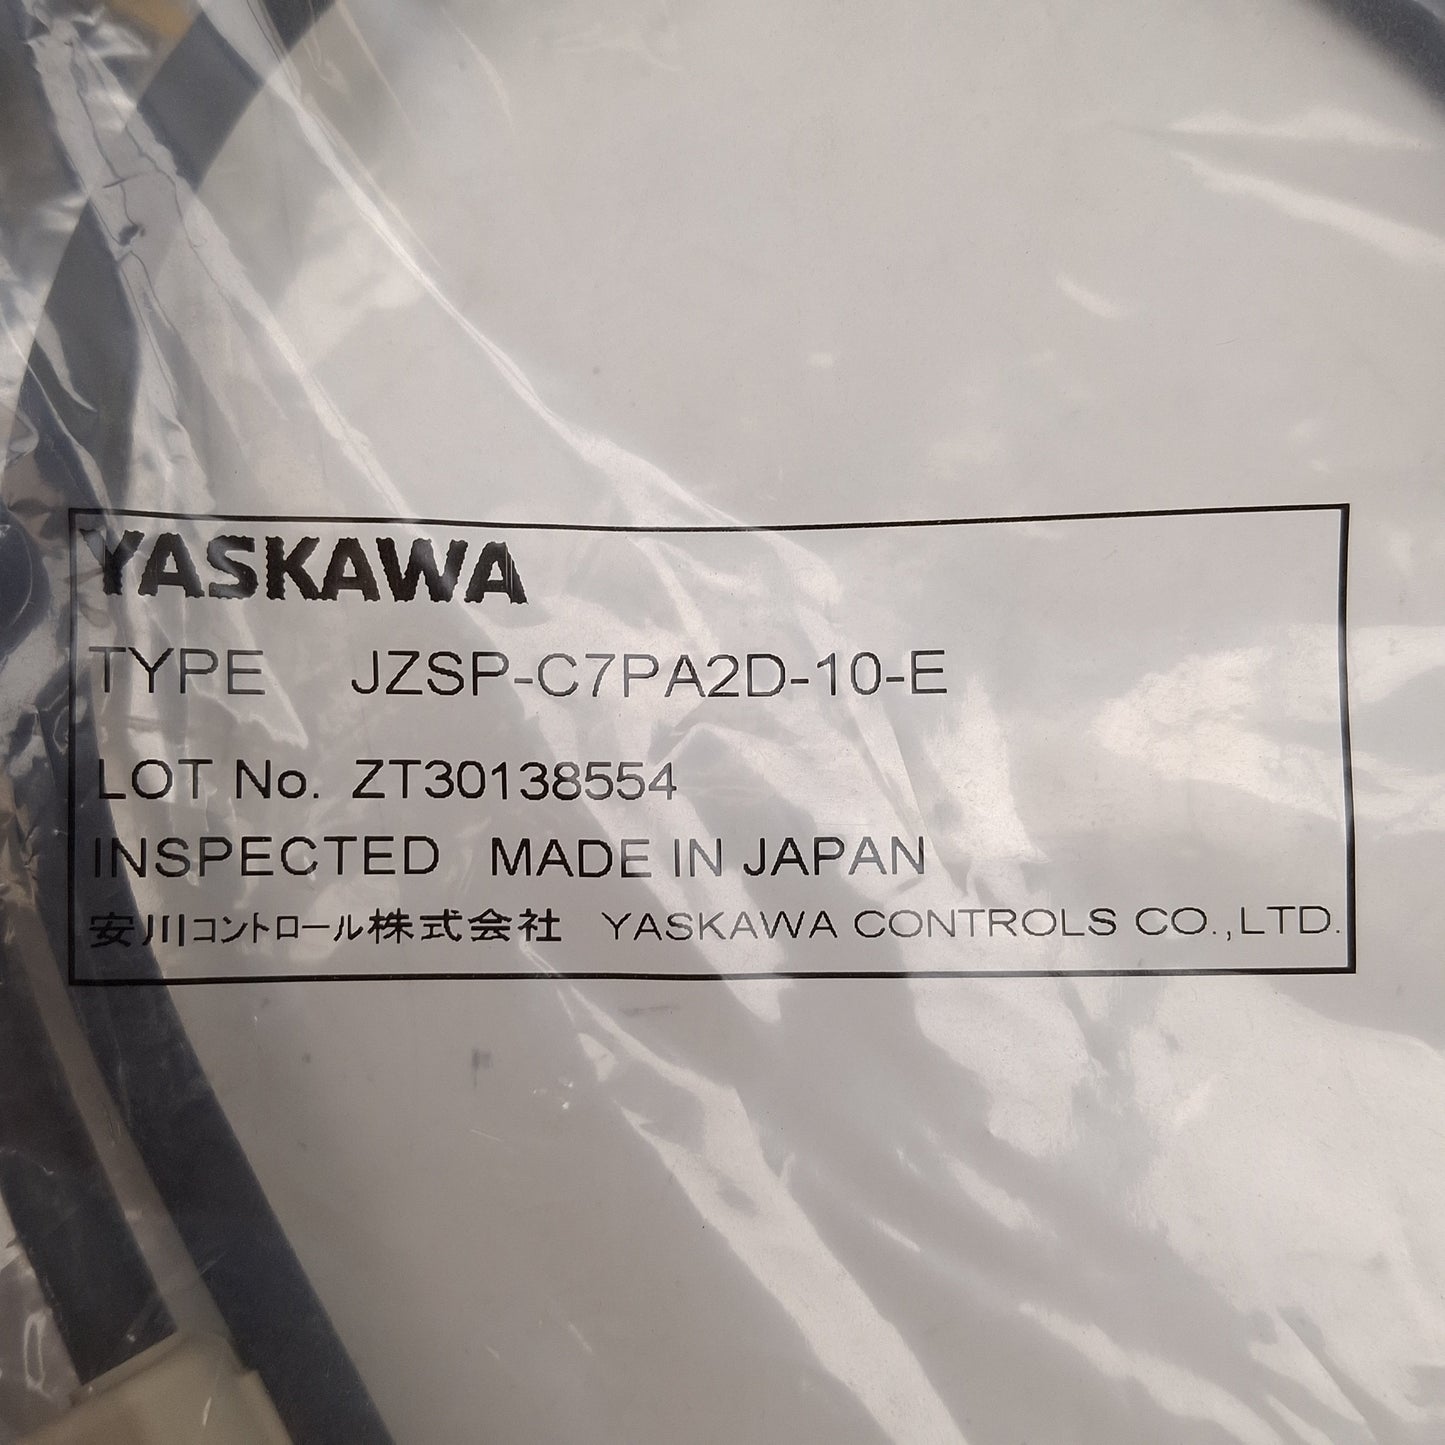 YASKAWA
TYPE JZSP-C7PA2D-10-E
LOT No. ZT30138554
INSPECTED MADE IN JAPAN
安川コントロール株式会社 YASKAWA CONTROLS CO.,LTD.